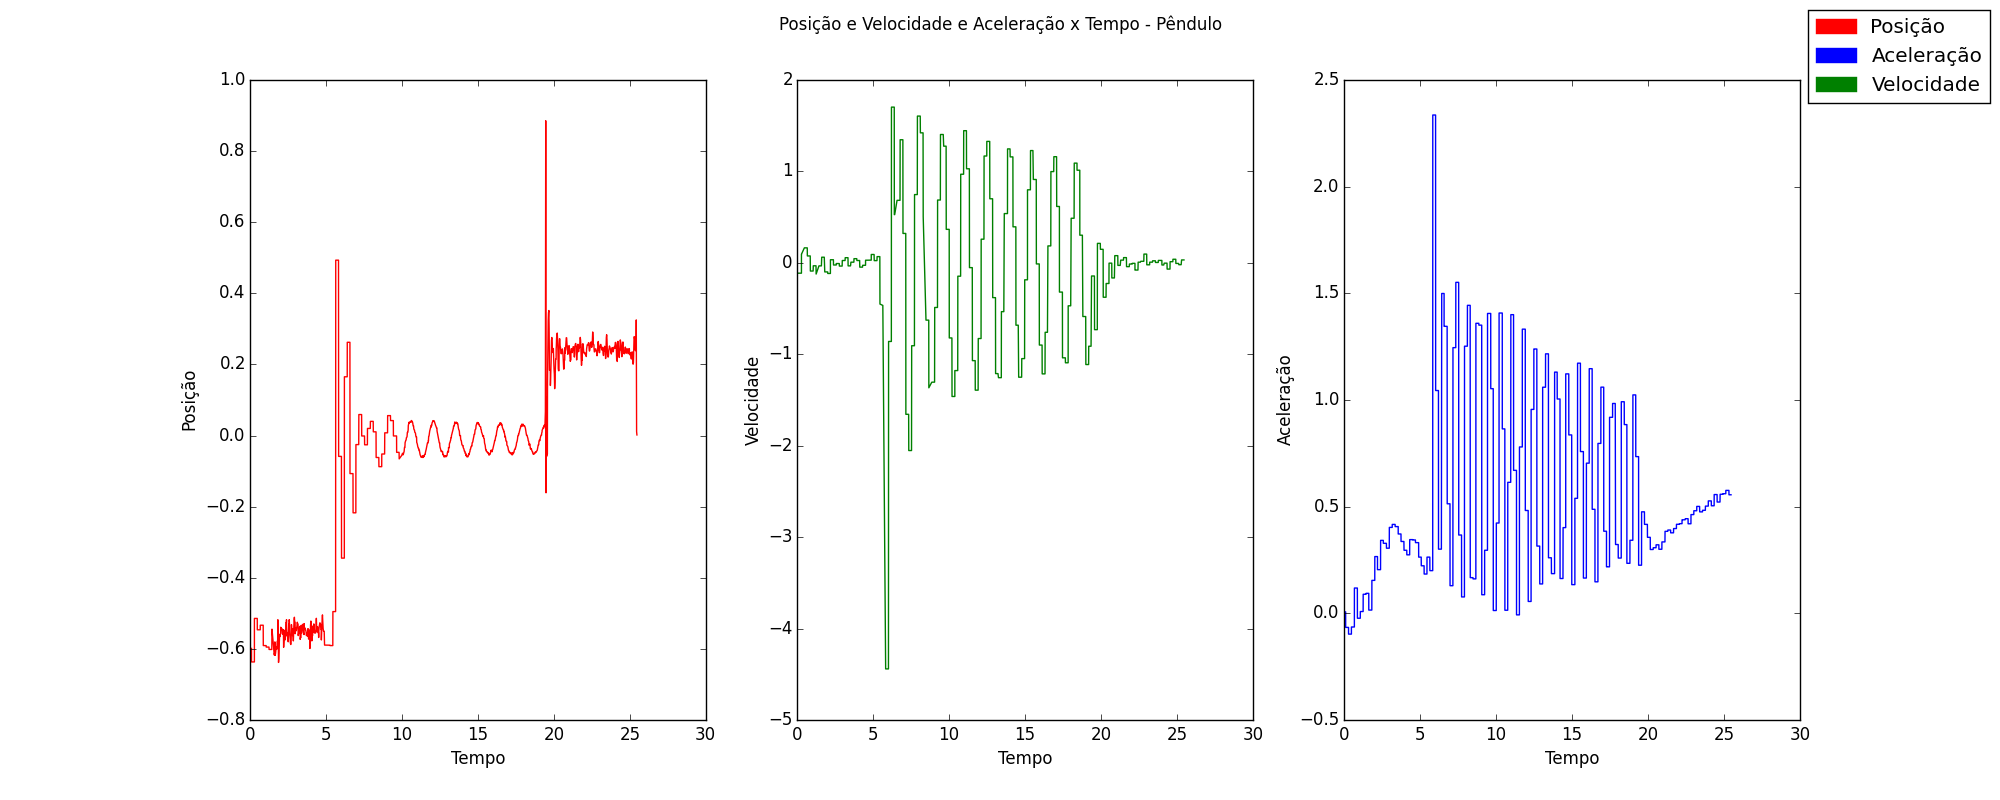 Posição e Velocidade e Aceleração x Tempo - Pêndulo
Posição
Aceleração
Velocidade
1.0
0.8
0.6
0.4
0.2
0.0
−0.2
−0.4
−0.6
−0.8
Posição
0 5 10 15 20 25 30
Tempo
2
1
0
−1
−2
−3
−4
−5
Velocidade
0 5 10 15 20 25 30
Tempo
2.5
2.0
1.5
1.0
0.5
0.0
−0.5
Aceleração
0 5 10 15 20 25 30
Tempo